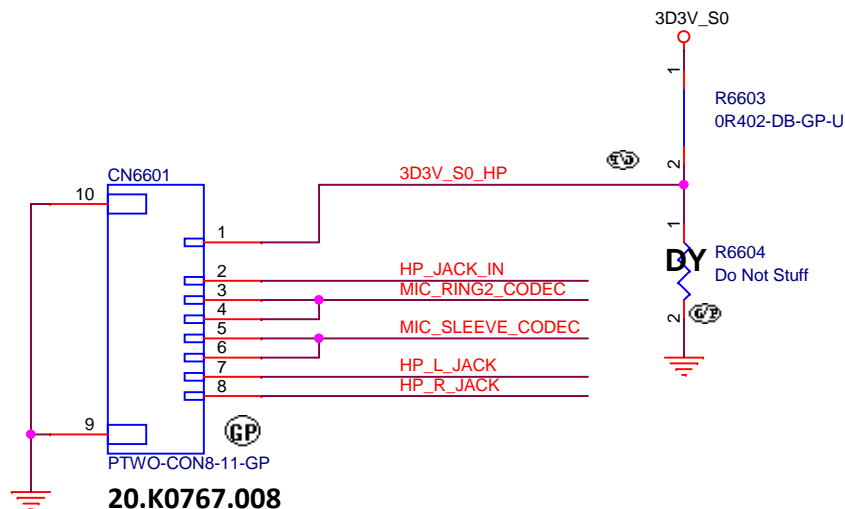 3D3V_S0
1
R6603
0R402-DB-GP-U
2
CN6601
3D3V_S0_HP
10
1
1
2
HP_JACK_IN
R6604
DY
Do Not Stuff
3
MIC_RING2_CODEC
4
5
MIC_SLEEVE_CODEC
6
2
G/P
7
HP_L_JACK
8
HP_R_JACK
9
GP
PTWO-CON8-11-GP
20.K0767.008